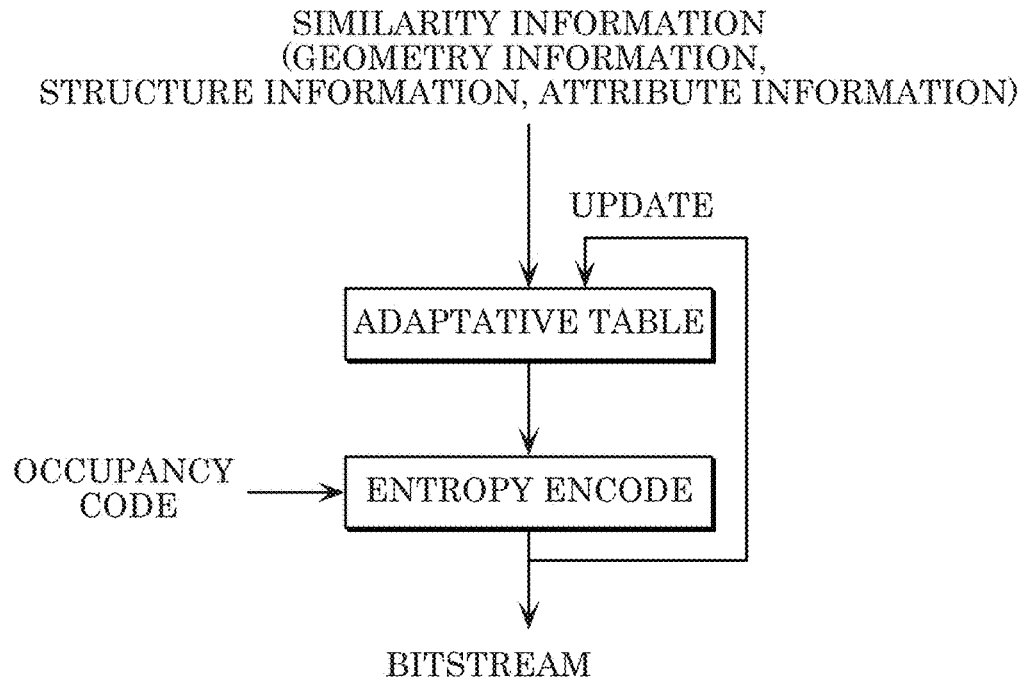 SIMILARITY INFORMATION
(GEOMETRY INFORMATION,
STRUCTURE INFORMATION, ATTRIBUTE INFORMATION)
UPDATE
ADAPTATIVE TABLE
OCCUPANCY
CODE
ENTROPY ENCODE
BITSTREAM